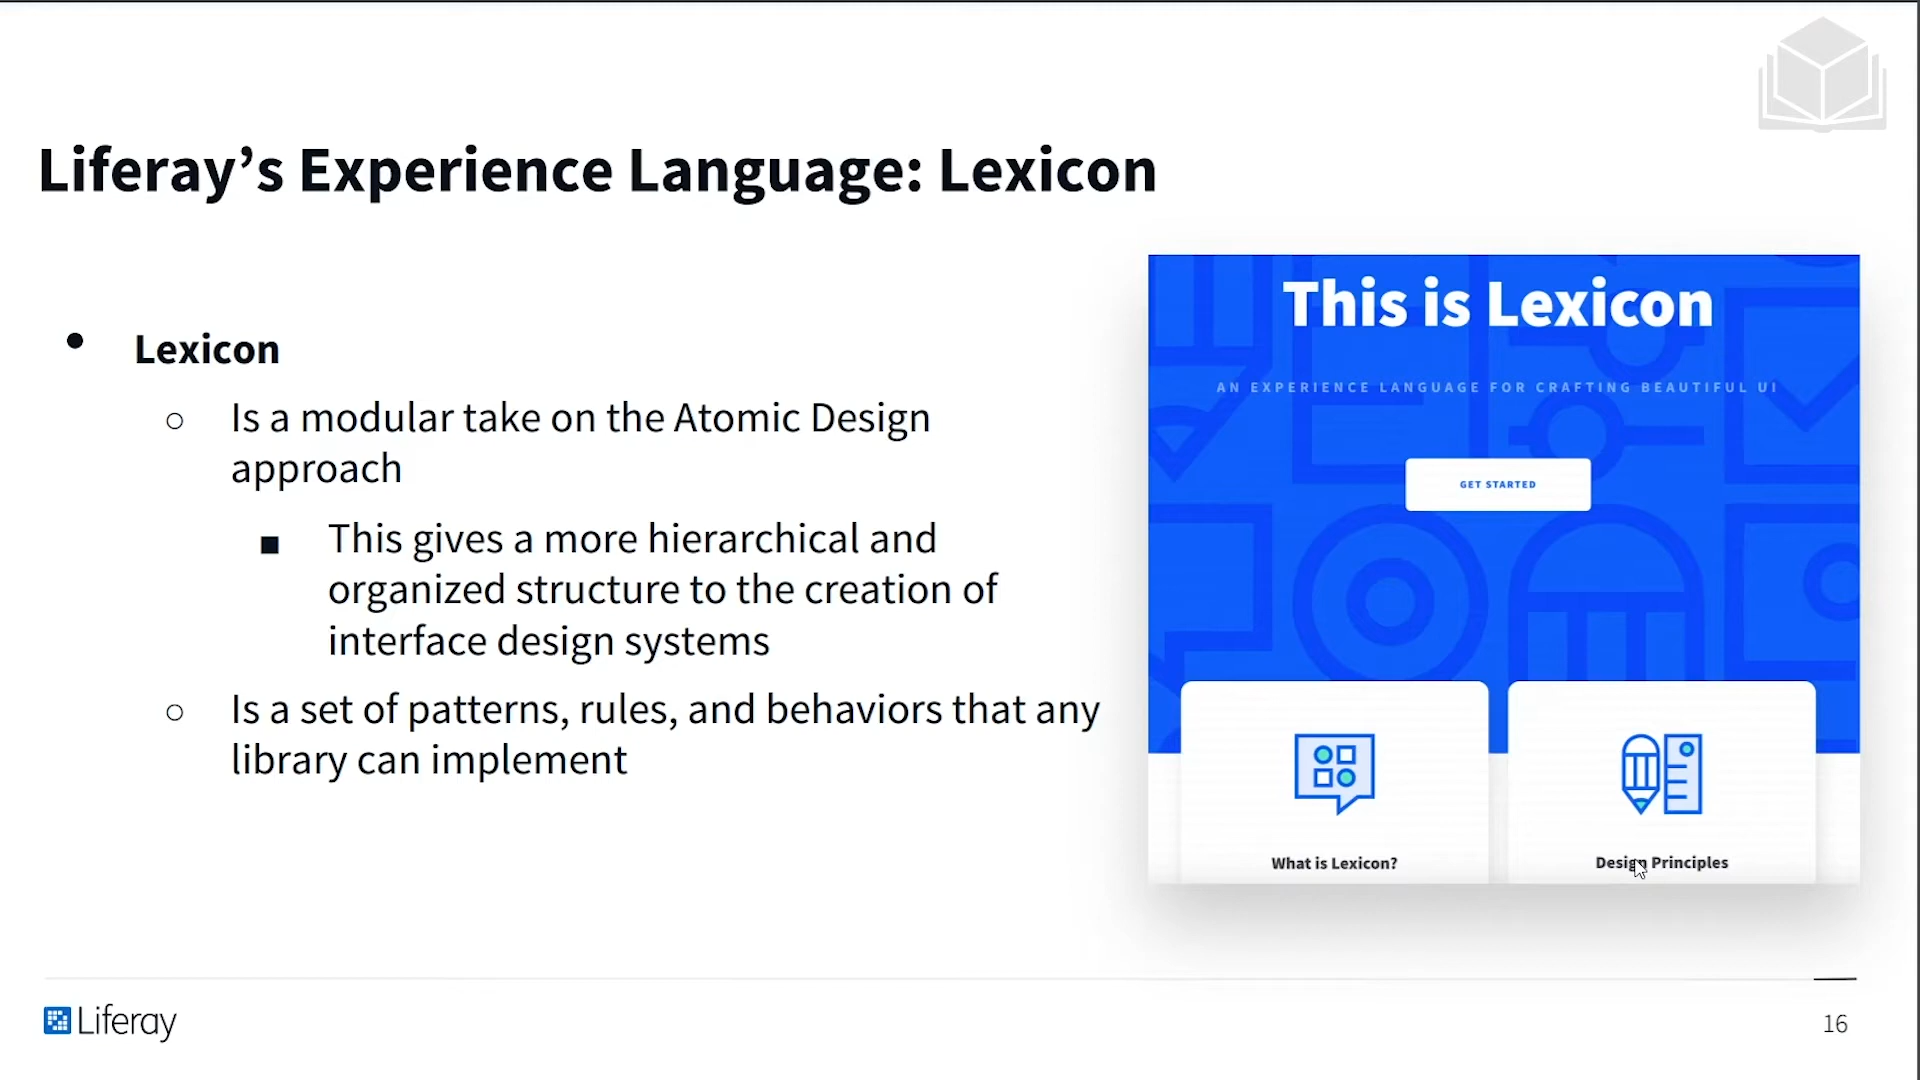 Liferay’s Experience Language: Lexicon
● Lexicon
○ Is a modular take on the Atomic Design
approach
■ This gives a more hierarchical and
organized structure to the creation of
interface design systems
○ Is a set of patterns, rules, and behaviors that any
library can implement
This is Lexicon
AN EXPERIENCE LANGUAGE FOR CRAFTING BEAUTIFUL UI
GET STARTED
What is Lexicon?
Design Principles
Liferay
16